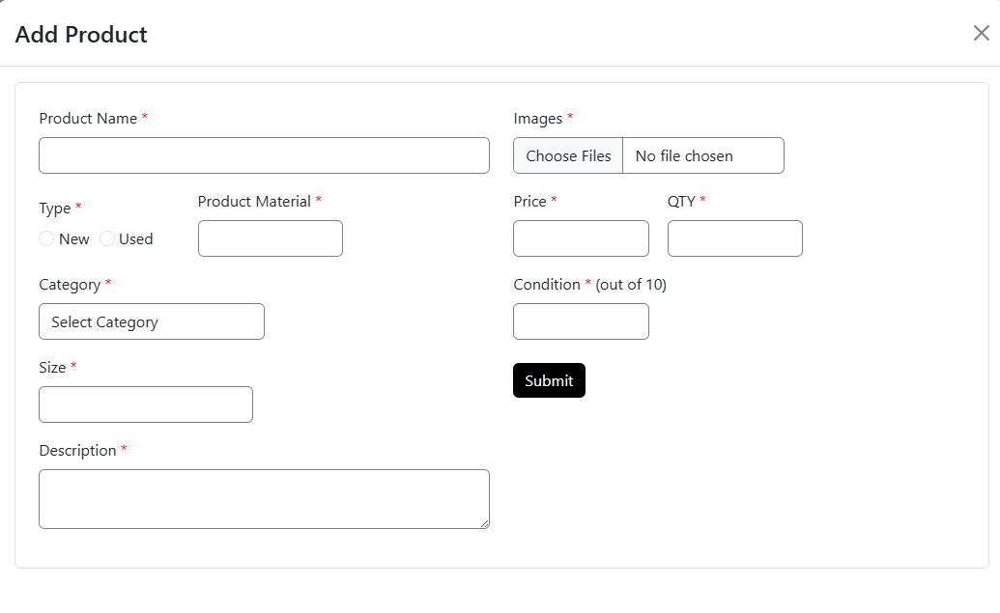 Add Product
Product Name *
Images *
Choose Files No file chosen
Type *
Product Material *
Price *
QTY *
New Used
Category *
Condition * (out of 10)
Select Category
Size *
Submit
Description *